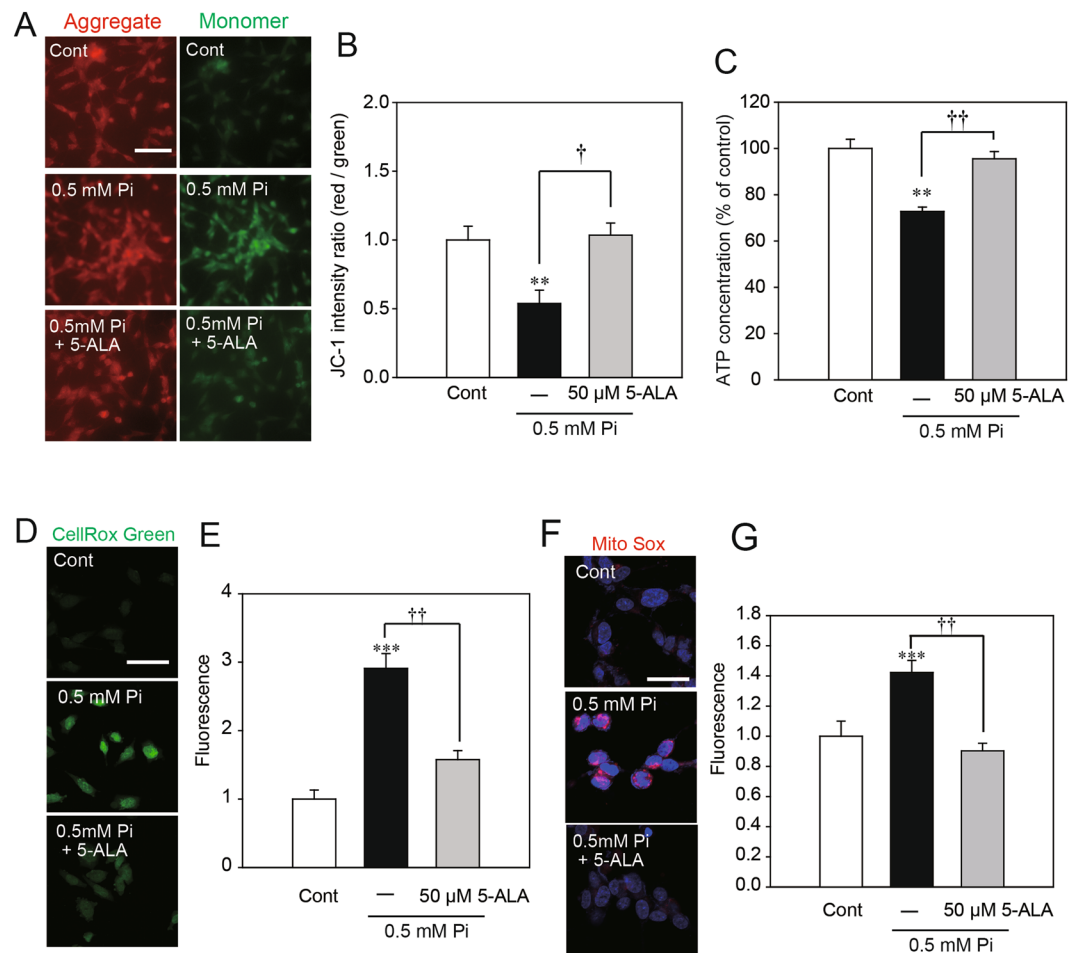 A
Aggregate
Monomer
Cont
Cont
0.5 mM Pi
0.5 mM Pi
0.5mM Pi
+ 5-ALA
0.5mM Pi
+ 5-ALA
B
JC-1 intensity ratio (red / green)
2.0
1.5
1.0
0.5
0.0
†
**
Cont
—
50 µM 5-ALA
0.5 mM Pi
C
ATP concentration (% of control)
120
100
80
60
40
20
0
††
**
Cont
—
50 µM 5-ALA
0.5 mM Pi
D
CellRox Green
Cont
0.5 mM Pi
0.5mM Pi
+ 5-ALA
E
Fluorescence
4
3
2
1
0
††
***
Cont
—
50 µM 5-ALA
0.5 mM Pi
F
Mito Sox
Cont
0.5 mM Pi
0.5mM Pi
+ 5-ALA
G
Fluorescence
1.8
1.6
1.4
1.2
1.0
0.8
0.6
0.4
0.2
0.0
††
***
Cont
—
50 µM 5-ALA
0.5 mM Pi